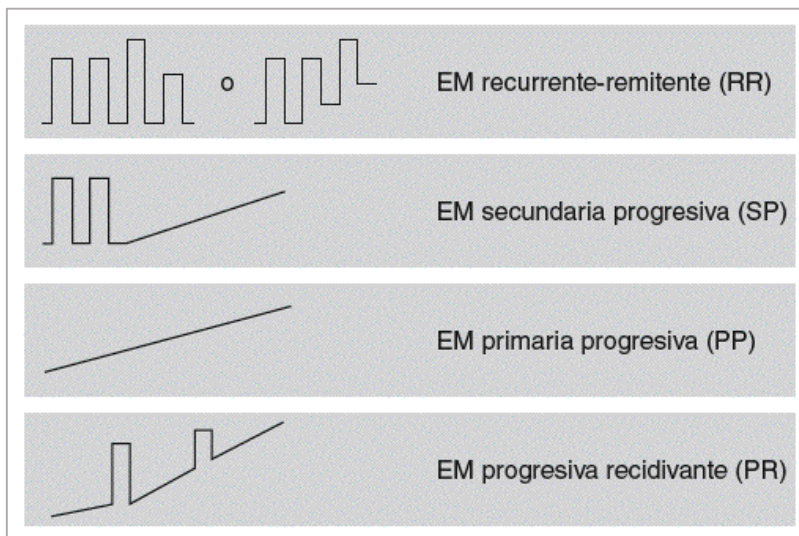 o
EM recurrente-remitente (RR)
EM secundaria progresiva (SP)
EM primaria progresiva (PP)
EM progresiva recidivante (PR)